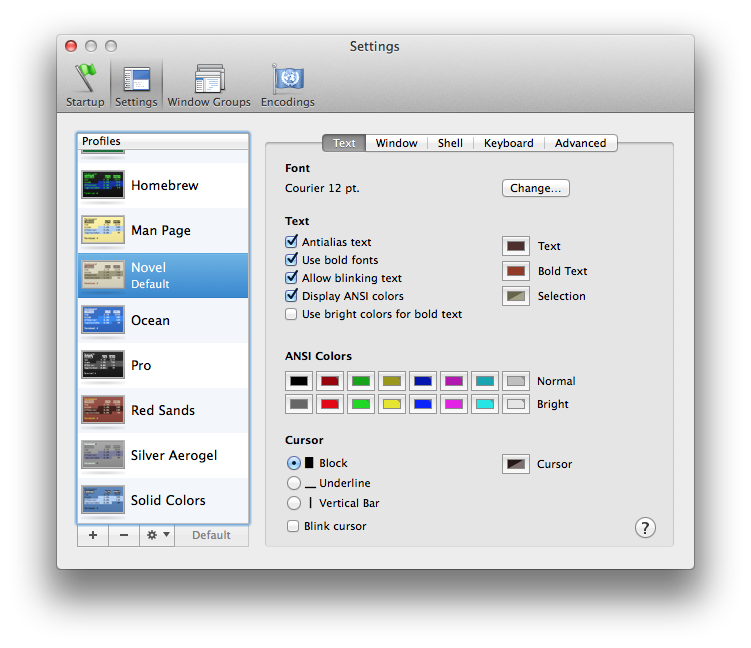 Settings
Startup
Settings
Window Groups
Encodings
Profiles
Homebrew
Man Page
Novel
Default
Ocean
Pro
Red Sands
Silver Aerogel
Solid Colors
+ − Default
Text Window Shell Keyboard Advanced
Font
Courier 12 pt.
Change...
Text
Antialias text
Use bold fonts
Allow blinking text
Display ANSI colors
Use bright colors for bold text
Text
Bold Text
Selection
ANSI Colors
Normal
Bright
Cursor
Block
Underline
Vertical Bar
Blink cursor
Cursor
?